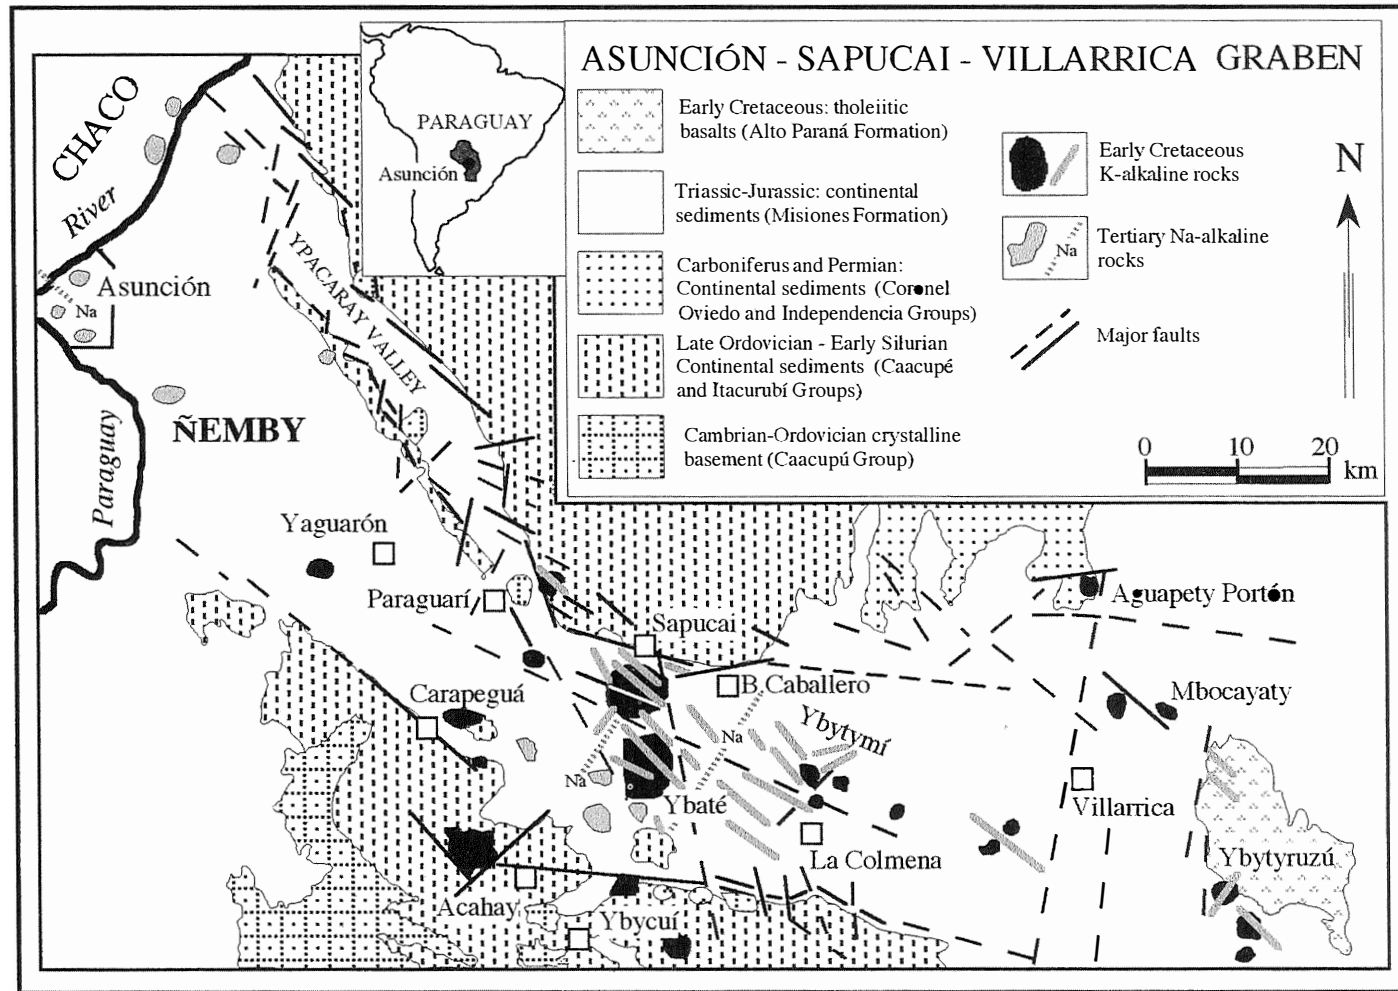 ASUNCIÓN - SAPUCAI - VILLARRICA GRABEN
Early Cretaceous: tholeiitic
basalts (Alto Paraná Formation)
Triassic-Jurassic: continental
sediments (Misiones Formation)
Carboniferus and Permian:
Continental sediments (Coronel
Oviedo and Independencia Groups)
Late Ordovician - Early Silurian
Continental sediments (Caacupé
and Itacurubí Groups)
Cambrian-Ordovician crystalline
basement (Caacupú Group)
Early Cretaceous
K-alkaline rocks
Na
Tertiary Na-alkaline
rocks
Major faults
N
0 10 20
km
PARAGUAY
Asunción
CHACO
River
Asunción
Na
YPACARAY VALLEY
ÑEMBY
Paraguay
Yaguarón
Paraguarí
Sapucai
Aguapety Portón
B.Caballero
Carapeguá
Mbocayaty
Ybytymí
Na
Na
Ybaté
Villarrica
La Colmena
Ybytyruzú
Acahay
Ybycuí